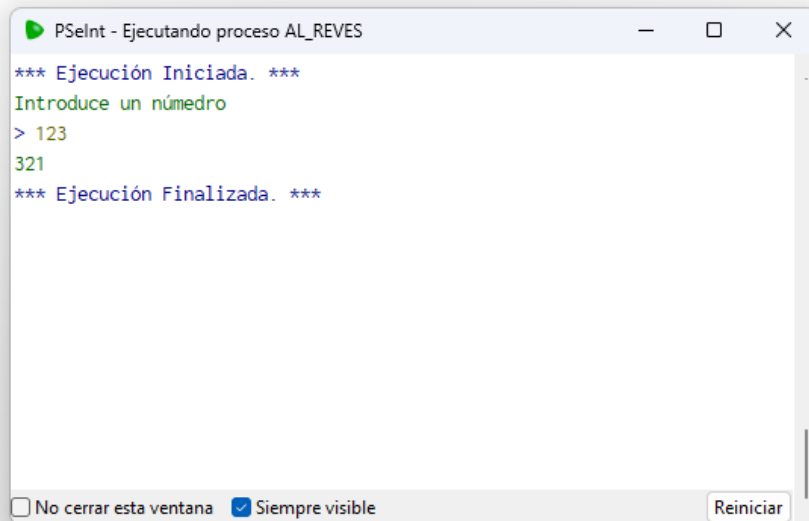 PSeInt - Ejecutando proceso AL_REVES
*** Ejecución Iniciada. ***
Introduce un númedro
> 123
321
*** Ejecución Finalizada. ***
No cerrar esta ventana Siempre visible Reiniciar